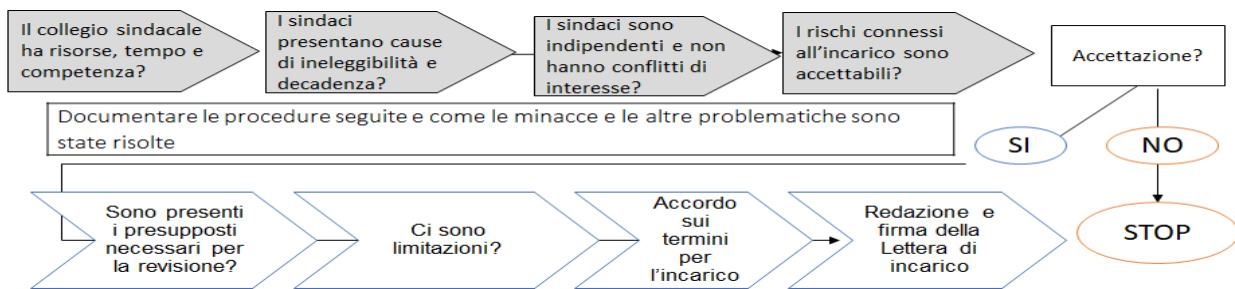 Il collegio sindacale
ha risorse, tempo e
competenza?
I sindaci
presentano cause
di ineleggibilità e
decadenza?
I sindaci sono
indipendenti e non
hanno conflitti di
interesse?
I rischi connessi
all'incarico sono
accettabili?
Accettazione?
Documentare le procedure seguite e come le minacce e le altre problematiche sono
state risolte
SI
NO
Sono presenti
i presupposti
necessari per
la revisione?
Ci sono
limitazioni?
Accordo
sui
termini
per
l'incarico
Redazione e
firma della
Lettera di
incarico
STOP